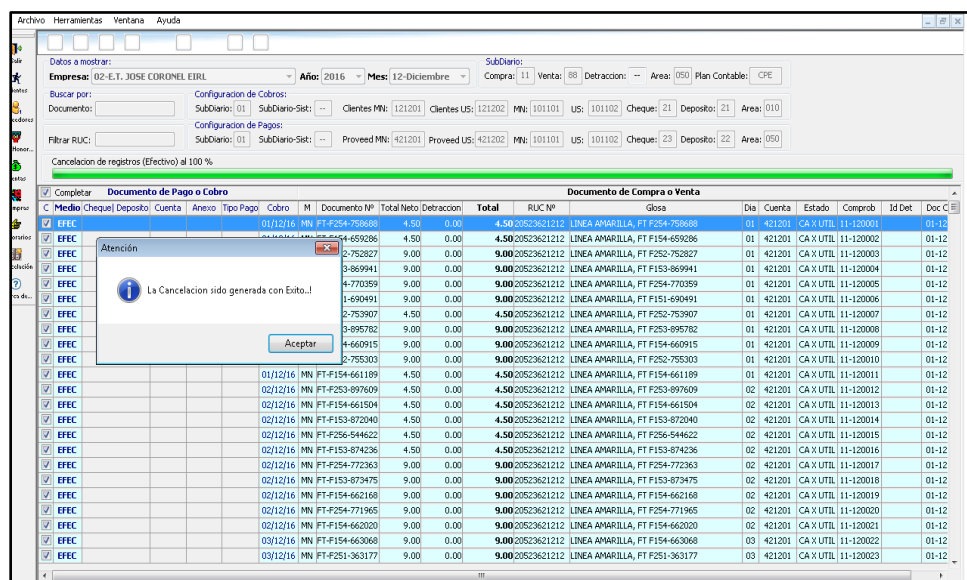 Archivo Herramientas Ventana Ayuda
Datos a mostrar:
SubDiario:
Empresa: 02-E.T. JOSE CORONEL EIRL Año: 2016 Mes: 12-Diciembre Compra: 11 Venta: 88 Detraccion: -- Area: 050 Plan Contable: CPE
Buscar por:
Configuracion de Cobros:
Documento: SubDiario: 01 SubDiario-Sist: -- Clientes MN: 121201 Clientes US: 121202 MN: 101101 US: 101102 Cheque: 21 Deposito: 21 Area: 010
Configuracion de Pagos:
Filtrar RUC: SubDiario: 01 SubDiario-Sist: -- Proveed MN: 421201 Proveed US: 421202 MN: 101101 US: 101102 Cheque: 23 Deposito: 22 Area: 050
Cancelacion de registros (Efectivo) al 100 %
Completar Documento de Pago o Cobro Documento de Compra o Venta
C Medio Cheque| Deposito Cuenta Anexo Tipo Pago Cobro M Documento Nº Total Neto Detraccion Total RUC Nº Glosa Dia Cuenta Estado Comprob Id Det Doc C
EFEC 01/12/16 MN FT-F254-758688 4.50 0.00 4.50 20523621212 LINEA AMARILLA, FT F254-758688 01 421201 CA X UTIL 11-120001 01-12
EFEC 4.50 0.00 4.50 20523621212 LINEA AMARILLA, FT F154-659286 01 421201 CA X UTIL 11-120002 01-12
2-752827 9.00 0.00 9.00 20523621212 LINEA AMARILLA, FT F252-752827 01 421201 CA X UTIL 11-120003 01-12
3-869941 9.00 0.00 9.00 20523621212 LINEA AMARILLA, FT F153-869941 01 421201 CA X UTIL 11-120004 01-12
4-770359 9.00 0.00 9.00 20523621212 LINEA AMARILLA, FT F254-770359 01 421201 CA X UTIL 11-120005 01-12
1-690491 9.00 0.00 9.00 20523621212 LINEA AMARILLA, FT F151-690491 01 421201 CA X UTIL 11-120006 01-12
2-753907 4.50 0.00 4.50 20523621212 LINEA AMARILLA, FT F252-753907 01 421201 CA X UTIL 11-120007 01-12
3-895782 9.00 0.00 9.00 20523621212 LINEA AMARILLA, FT F253-895782 01 421201 CA X UTIL 11-120008 01-12
4-660915 9.00 0.00 9.00 20523621212 LINEA AMARILLA, FT F154-660915 01 421201 CA X UTIL 11-120009 01-12
2-755303 9.00 0.00 9.00 20523621212 LINEA AMARILLA, FT F252-755303 01 421201 CA X UTIL 11-120010 01-12
Atención
La Cancelacion sido generada con Exito..!
Aceptar
EFEC 01/12/16 MN FT-F154-661189 4.50 0.00 4.50 20523621212 LINEA AMARILLA, FT F154-661189 01 421201 CA X UTIL 11-120011 01-12
EFEC 02/12/16 MN FT-F253-897609 4.50 0.00 4.50 20523621212 LINEA AMARILLA, FT F253-897609 02 421201 CA X UTIL 11-120012 01-12
EFEC 02/12/16 MN FT-F154-661504 4.50 0.00 4.50 20523621212 LINEA AMARILLA, FT F154-661504 02 421201 CA X UTIL 11-120013 01-12
EFEC 02/12/16 MN FT-F153-872040 4.50 0.00 4.50 20523621212 LINEA AMARILLA, FT F153-872040 02 421201 CA X UTIL 11-120014 01-12
EFEC 02/12/16 MN FT-F256-544622 4.50 0.00 4.50 20523621212 LINEA AMARILLA, FT F256-544622 02 421201 CA X UTIL 11-120015 01-12
EFEC 02/12/16 MN FT-F153-874236 4.50 0.00 4.50 20523621212 LINEA AMARILLA, FT F153-874236 02 421201 CA X UTIL 11-120016 01-12
EFEC 02/12/16 MN FT-F254-772363 9.00 0.00 9.00 20523621212 LINEA AMARILLA, FT F254-772363 02 421201 CA X UTIL 11-120017 01-12
EFEC 02/12/16 MN FT-F153-873475 9.00 0.00 9.00 20523621212 LINEA AMARILLA, FT F153-873475 02 421201 CA X UTIL 11-120018 01-12
EFEC 02/12/16 MN FT-F154-662168 9.00 0.00 9.00 20523621212 LINEA AMARILLA, FT F154-662168 02 421201 CA X UTIL 11-120019 01-12
EFEC 02/12/16 MN FT-F254-771965 9.00 0.00 9.00 20523621212 LINEA AMARILLA, FT F254-771965 02 421201 CA X UTIL 11-120020 01-12
EFEC 02/12/16 MN FT-F154-662020 9.00 0.00 9.00 20523621212 LINEA AMARILLA, FT F154-662020 02 421201 CA X UTIL 11-120021 01-12
EFEC 03/12/16 MN FT-F154-663068 9.00 0.00 9.00 20523621212 LINEA AMARILLA, FT F154-663068 03 421201 CA X UTIL 11-120022 01-12
EFEC 03/12/16 MN FT-F251-363177 9.00 0.00 9.00 20523621212 LINEA AMARILLA, FT F251-363177 03 421201 CA X UTIL 11-120023 01-12